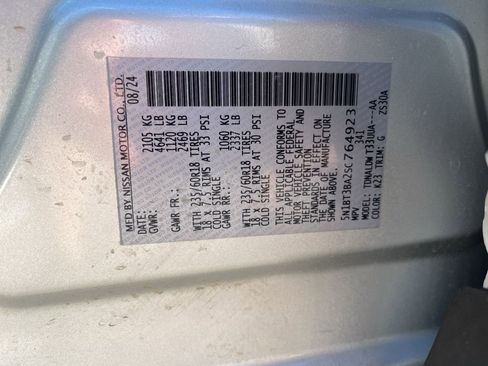 MFD BY NISSAN MOTOR CO., LTD.
DATE: 08/24
GVWR: 2105 KG
4641 LB
GAWR FR.: 1120 KG
2469 LB
WITH 235/60R18 TIRES
18 x 7.5 RIMS AT 33 PSI
COLD SINGLE
GAWR RR.: 1060 KG
2337 LB
WITH 235/60R18 TIRES
18 x 7.5 RIMS AT 30 PSI
COLD SINGLE
THIS VEHICLE CONFORMS TO
ALL APPLICABLE FEDERAL
MOTOR VEHICLE SAFETY AND
THEFT PREVENTION
STANDARDS IN EFFECT ON
THE DATE OF MANUFACTURE
SHOWN ABOVE.
5N1BT3BA2SC764923
MPV 341
MODEL: TDNALDW T33HUA---AA
COLOR: K23 TRIM: G ZS30A